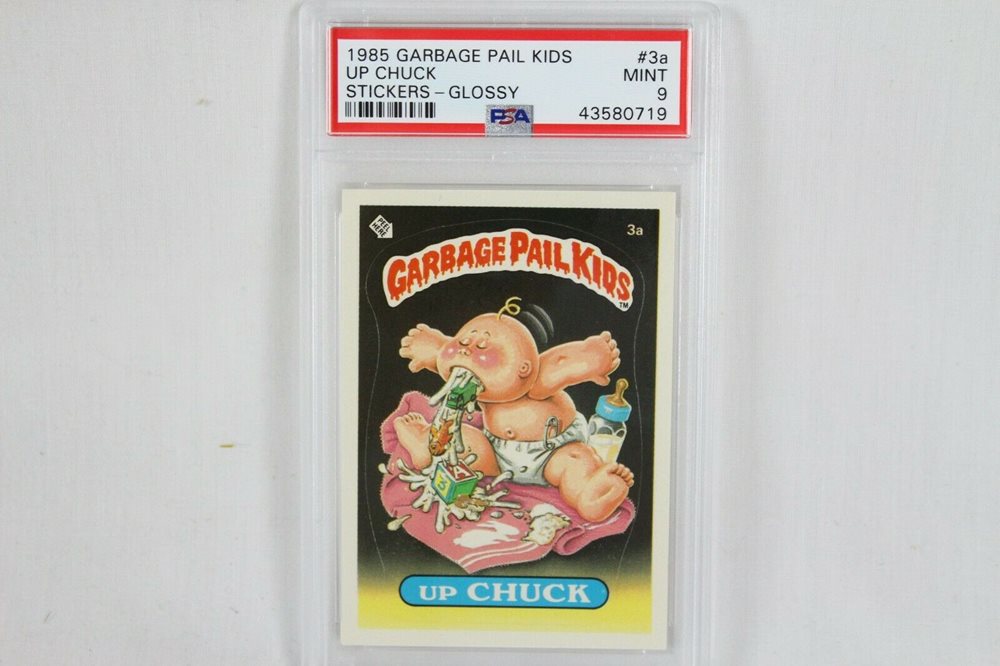 1985 GARBAGE PAIL KIDS #3a
UP CHUCK MINT
STICKERS – GLOSSY 9
PSA 43580719
PEEL HERE
3a
GARBAGE PAIL KIDS
TM
3
UP CHUCK